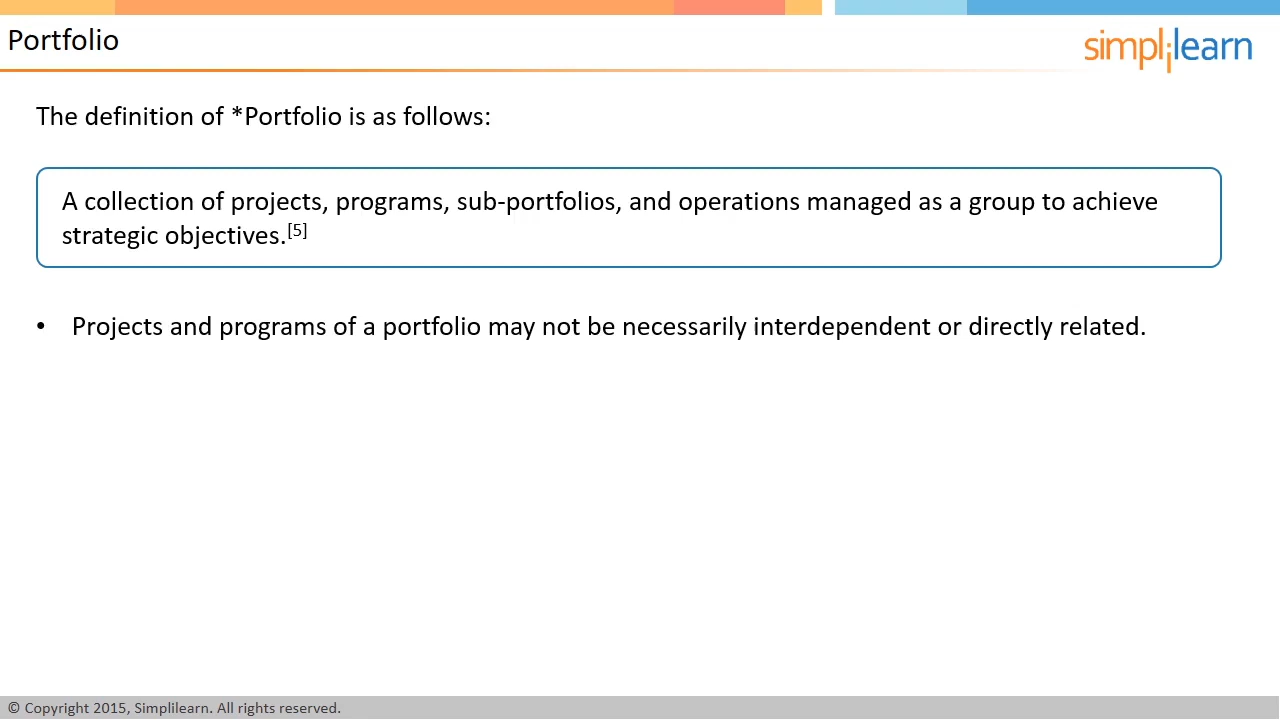 Portfolio
simplilearn
The definition of *Portfolio is as follows:
A collection of projects, programs, sub-portfolios, and operations managed as a group to achieve
strategic objectives.[5]
• Projects and programs of a portfolio may not be necessarily interdependent or directly related.
© Copyright 2015, Simplilearn. All rights reserved.